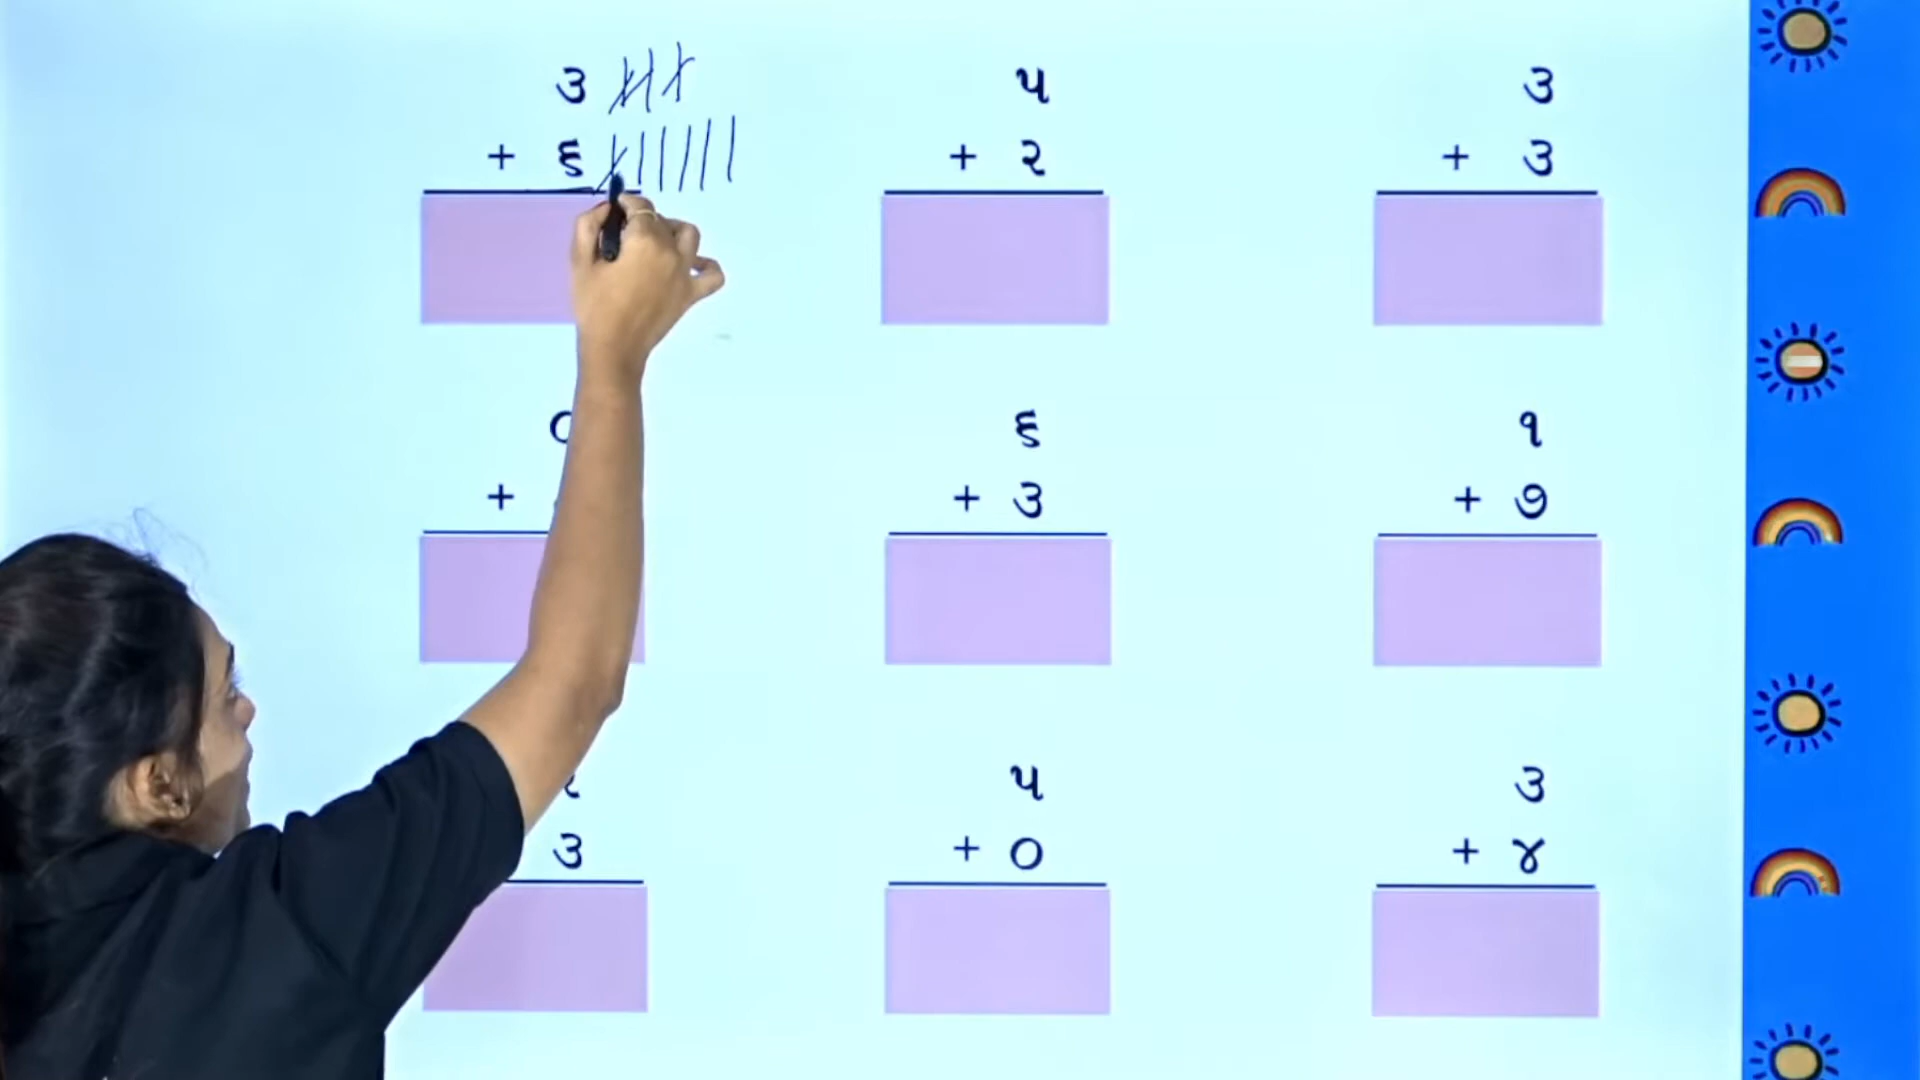 ૩ ૫ ૩
+ ૬ + ૨ + ૩
૬ ૧
+ + ૩ + ૭
૫ ૩
૩ + ૦ + ૪